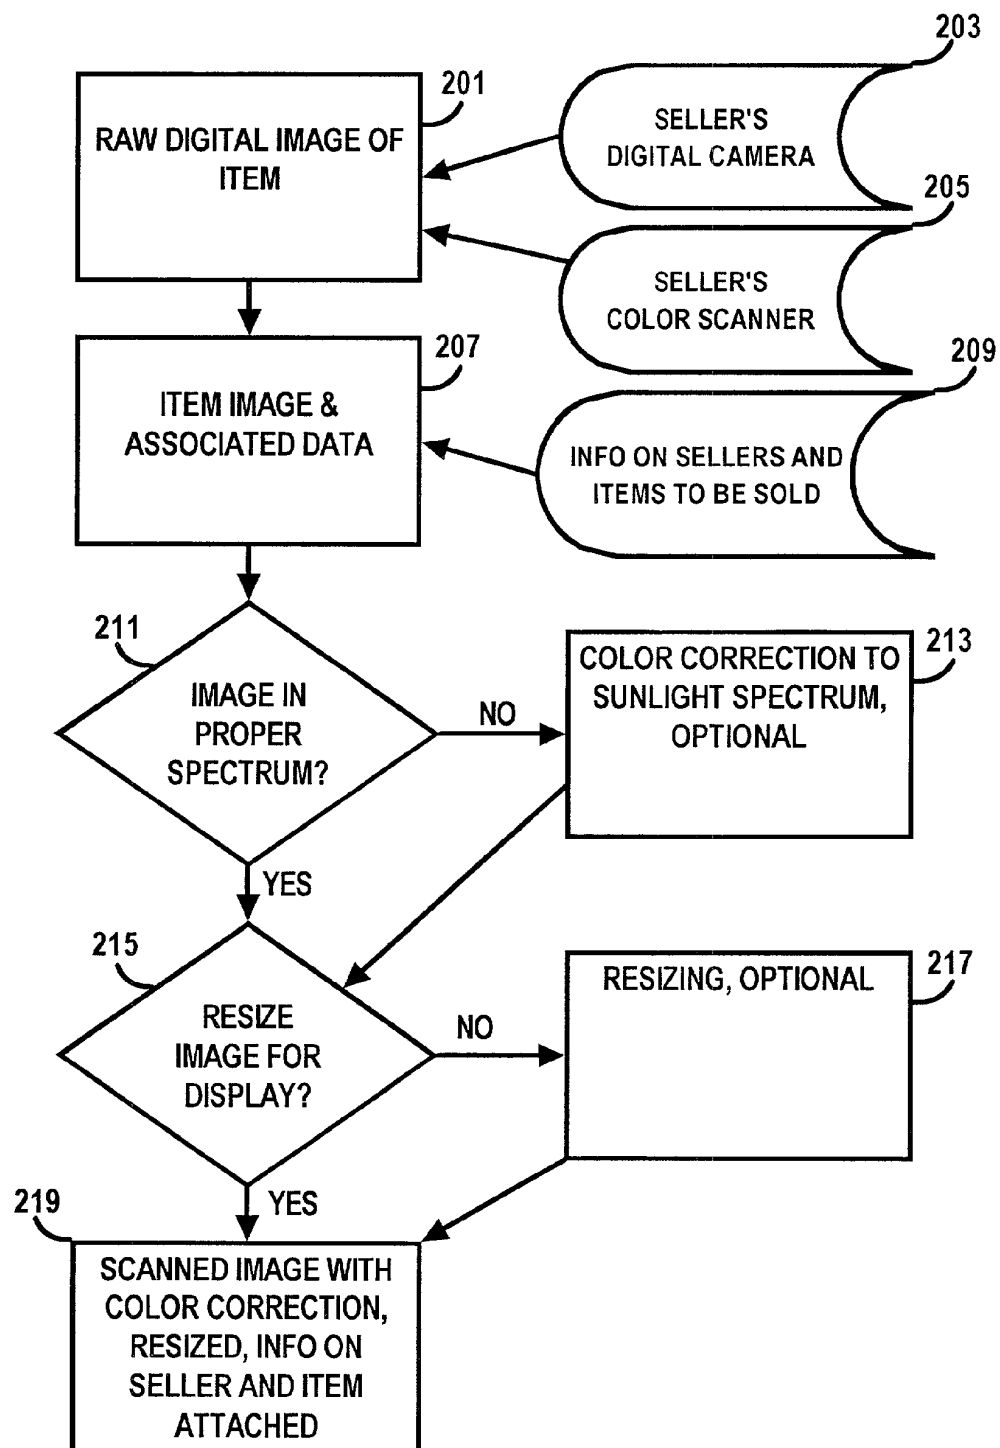 203
201
RAW DIGITAL IMAGE OF
ITEM
SELLER'S
DIGITAL CAMERA
205
SELLER'S
COLOR SCANNER
207
ITEM IMAGE &
ASSOCIATED DATA
209
INFO ON SELLERS AND
ITEMS TO BE SOLD
211
IMAGE IN
PROPER
SPECTRUM?
NO
213
COLOR CORRECTION TO
SUNLIGHT SPECTRUM,
OPTIONAL
YES
215
RESIZE
IMAGE FOR
DISPLAY?
NO
217
RESIZING, OPTIONAL
YES
219
SCANNED IMAGE WITH
COLOR CORRECTION,
RESIZED, INFO ON
SELLER AND ITEM
ATTACHED